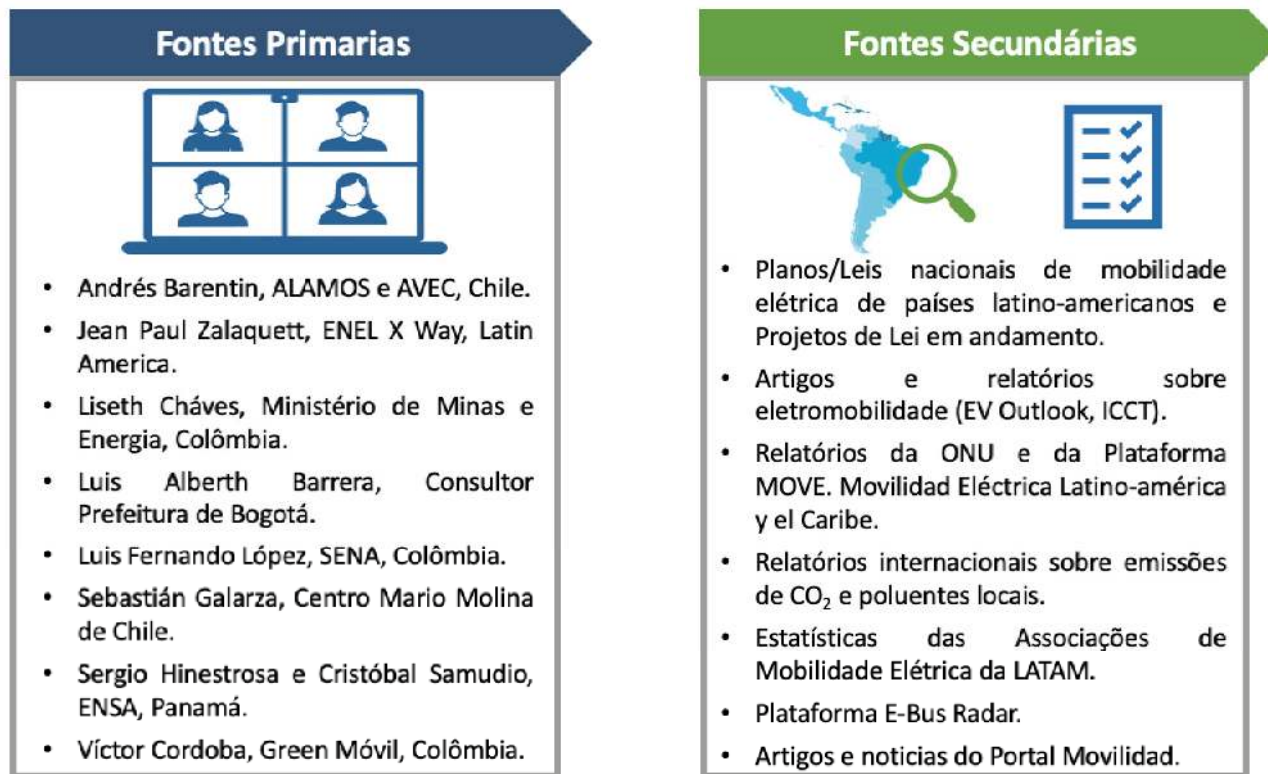 Fontes Primarias
• Andrés Barentin, ALAMOS e AVEC, Chile.
• Jean Paul Zalaquett, ENEL X Way, Latin
America.
• Liseth Cháves, Ministério de Minas e
Energia, Colômbia.
• Luis Alberth Barrera, Consultor
Prefeitura de Bogotá.
• Luis Fernando López, SENA, Colômbia.
• Sebastián Galarza, Centro Mario Molina
de Chile.
• Sergio Hinestrosa e Cristóbal Samudio,
ENSA, Panamá.
• Víctor Cordoba, Green Móvil, Colômbia.
Fontes Secundárias
• Planos/Leis nacionais de mobilidade
elétrica de países latino-americanos e
Projetos de Lei em andamento.
• Artigos e relatórios sobre
eletromobilidade (EV Outlook, ICCT).
• Relatórios da ONU e da Plataforma
MOVE. Movilidad Eléctrica Latino-américa
y el Caribe.
• Relatórios internacionais sobre emissões
de CO₂ e poluentes locais.
• Estatísticas das Associações de
Mobilidade Elétrica da LATAM.
• Plataforma E-Bus Radar.
• Artigos e noticias do Portal Movilidad.